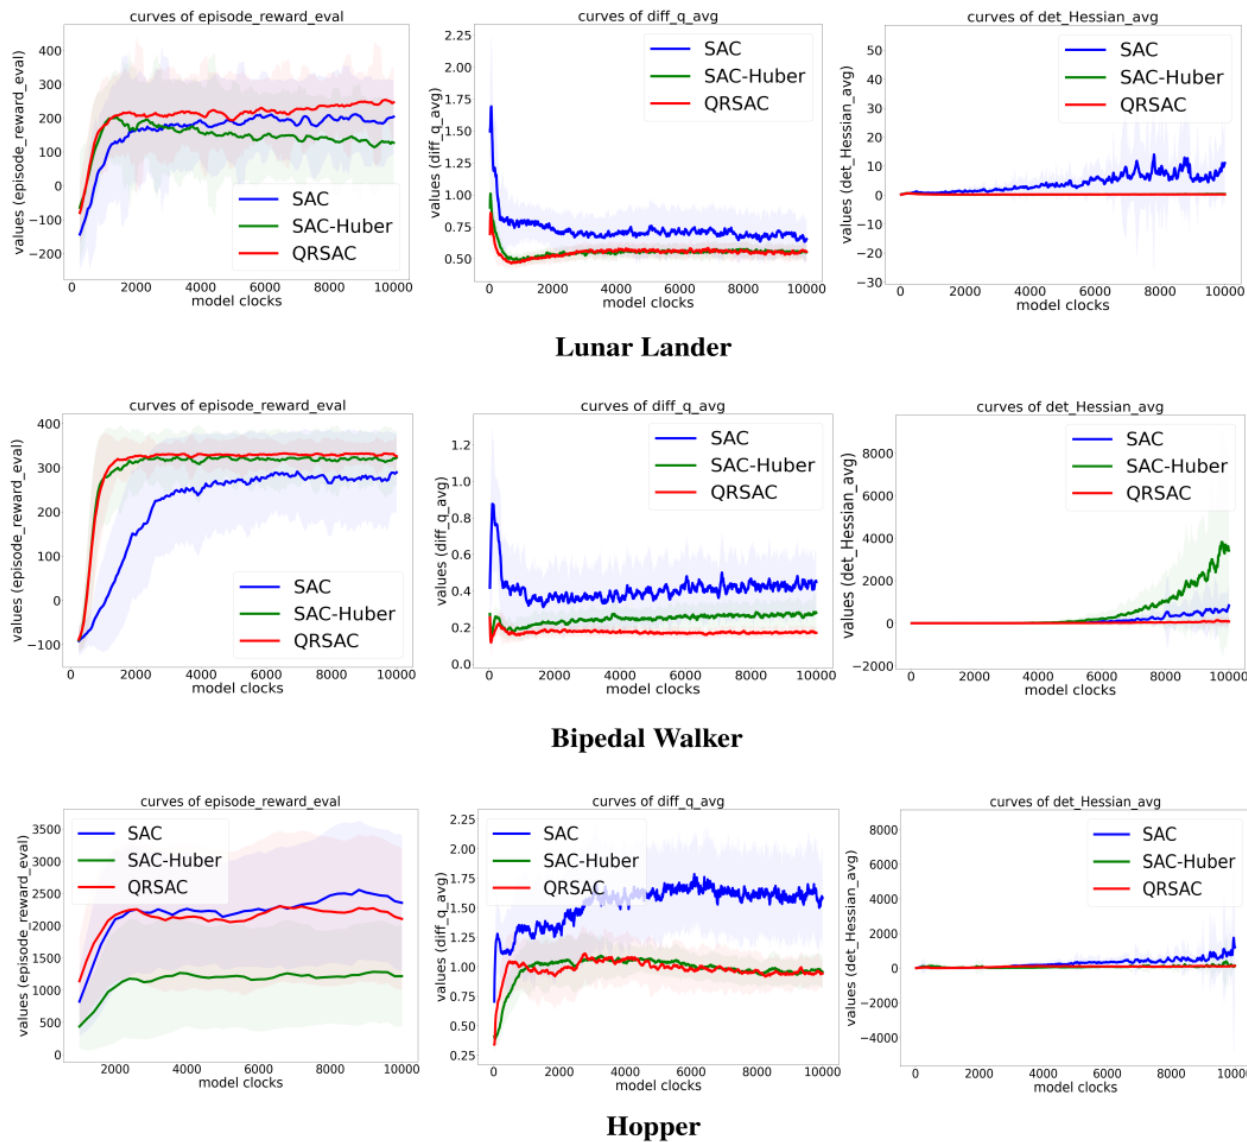 curves of episode_reward_eval
values (episode_reward_eval)
400
300
200
100
0
−100
−200
SAC
SAC-Huber
QRSAC
0
2000
4000
6000
8000
10000
model clocks
curves of diff_q_avg
values (diff_q_avg)
2.25
2.00
1.75
1.50
1.25
1.00
0.75
0.50
SAC
SAC-Huber
QRSAC
0
2000
4000
6000
8000
10000
model clocks
curves of det_Hessian_avg
values (det_Hessian_avg)
50
40
30
20
10
0
−10
−20
−30
SAC
SAC-Huber
QRSAC
0
2000
4000
6000
8000
10000
model clocks
Lunar Lander
curves of episode_reward_eval
values (episode_reward_eval)
400
300
200
100
0
−100
SAC
SAC-Huber
QRSAC
0
2000
4000
6000
8000
10000
model clocks
curves of diff_q_avg
values (diff_q_avg)
1.2
1.0
0.8
0.6
0.4
0.2
0.0
SAC
SAC-Huber
QRSAC
0
2000
4000
6000
8000
10000
model clocks
curves of det_Hessian_avg
values (det_Hessian_avg)
8000
6000
4000
2000
0
−2000
SAC
SAC-Huber
QRSAC
0
2000
4000
6000
8000
10000
model clocks
Bipedal Walker
curves of episode_reward_eval
values (episode_reward_eval)
3500
3000
2500
2000
1500
1000
500
0
SAC
SAC-Huber
QRSAC
2000
4000
6000
8000
10000
model clocks
curves of diff_q_avg
values (diff_q_avg)
2.25
2.00
1.75
1.50
1.25
1.00
0.75
0.50
0.25
SAC
SAC-Huber
QRSAC
0
2000
4000
6000
8000
10000
model clocks
curves of det_Hessian_avg
values (det_Hessian_avg)
8000
6000
4000
2000
0
−2000
−4000
SAC
SAC-Huber
QRSAC
0
2000
4000
6000
8000
10000
model clocks
Hopper